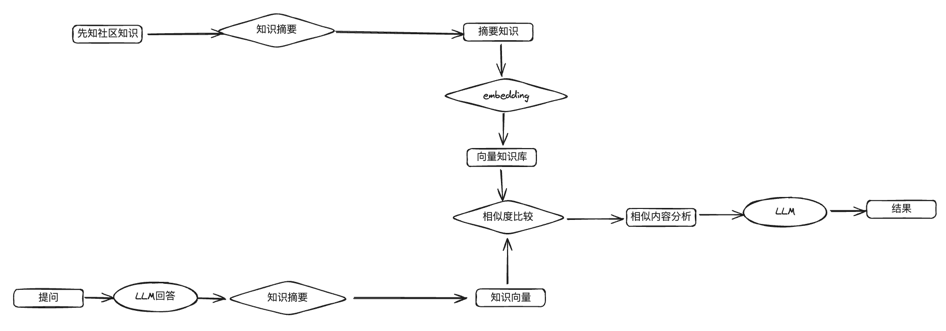 先知社区知识
知识摘要
摘要知识
embedding
向量知识库
相似度比较
相似内容分析
LLM
结果
提问
LLM回答
知识摘要
知识向量